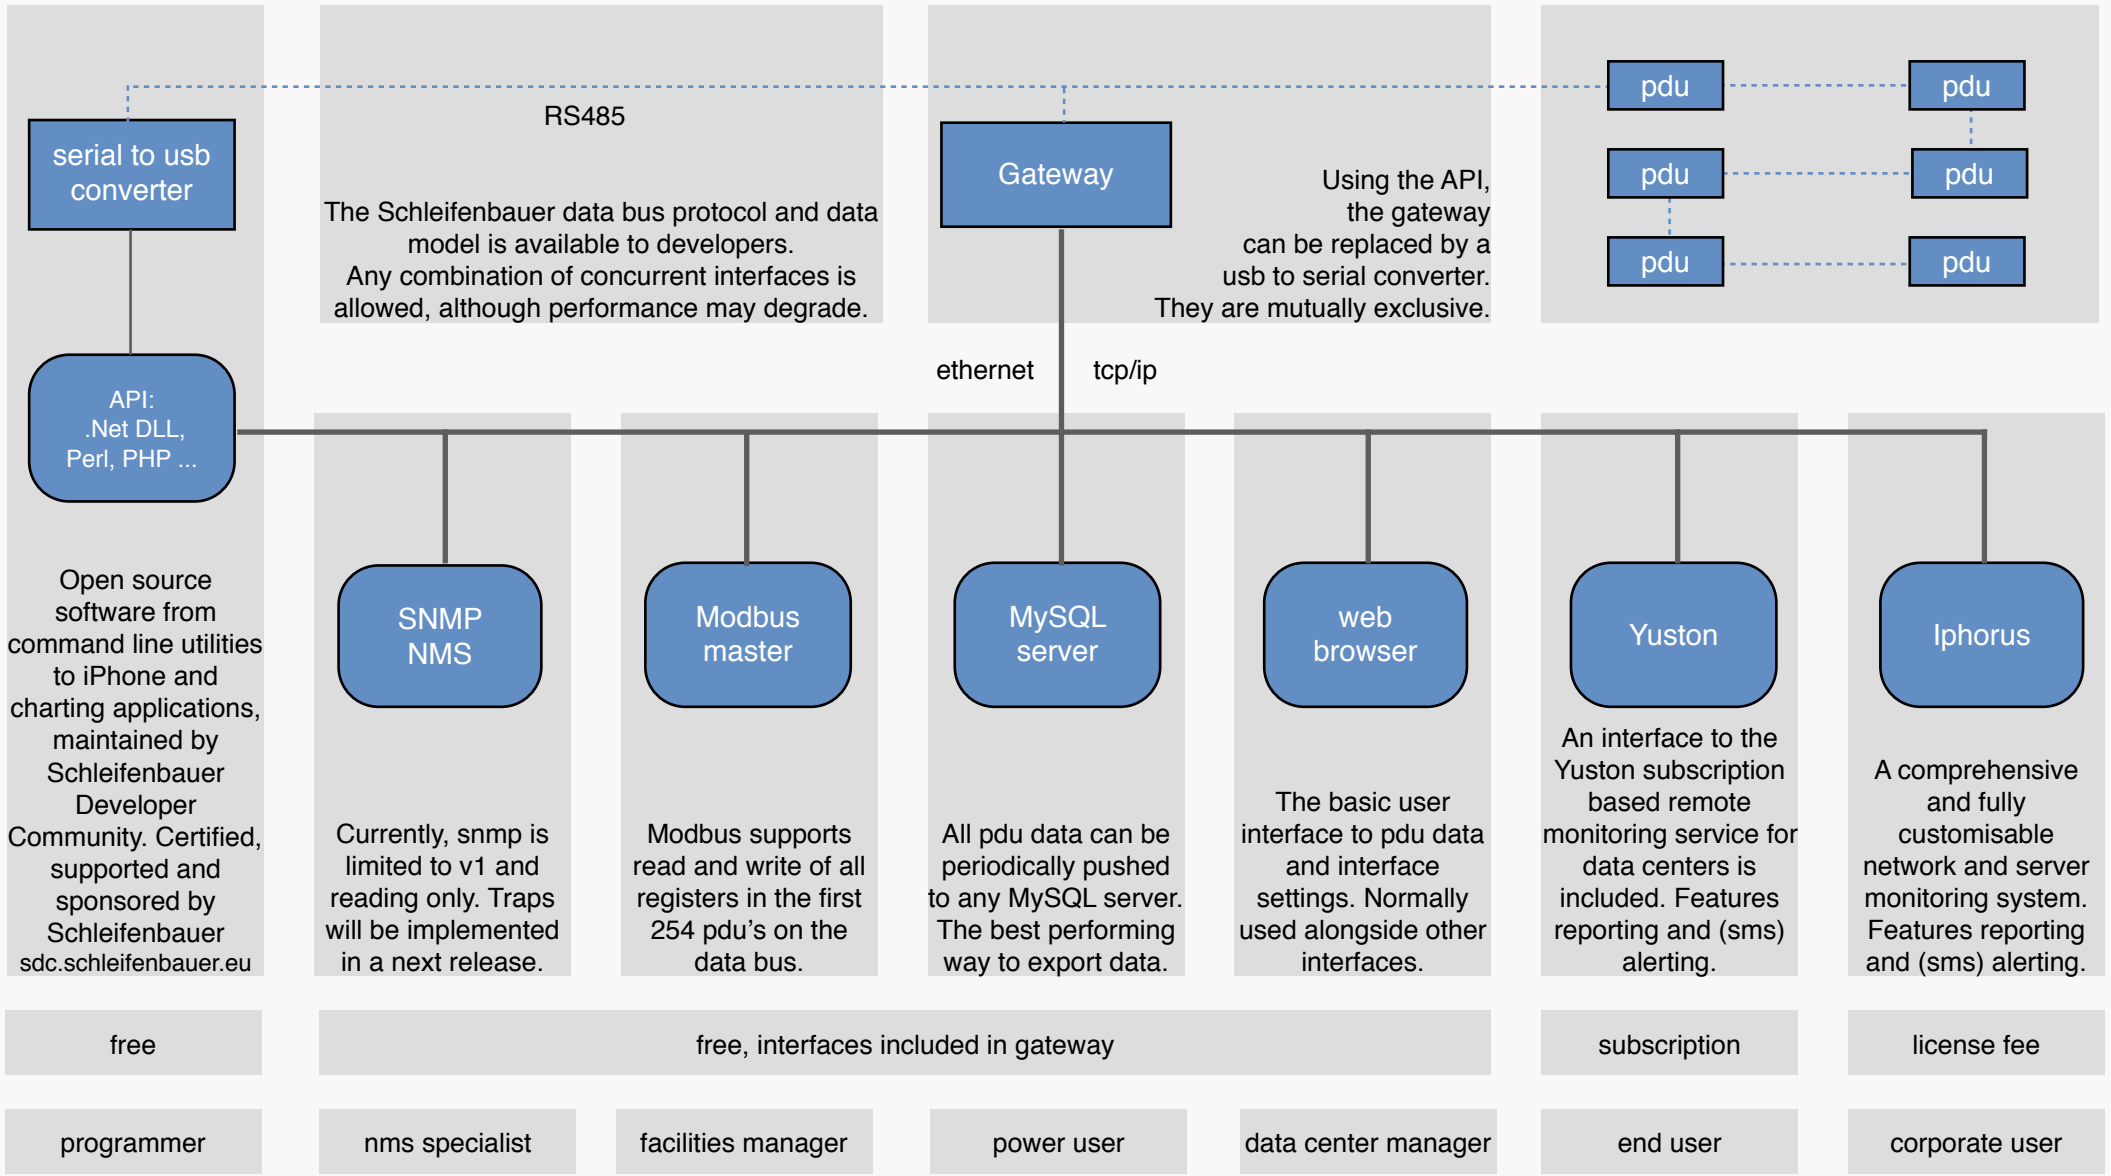 serial to usb
converter
RS485
The Schleifenbauer data bus protocol and data
model is available to developers.
Any combination of concurrent interfaces is
allowed, although performance may degrade.
Gateway
Using the API,
the gateway
can be replaced by a
usb to serial converter.
They are mutually exclusive.
pdu
pdu
pdu
pdu
pdu
pdu
ethernet
tcp/ip
API:
.Net DLL,
Perl, PHP ...
Open source
software from
command line utilities
to iPhone and
charting applications,
maintained by
Schleifenbauer
Developer
Community. Certified,
supported and
sponsored by
Schleifenbauer
sdc.schleifenbauer.eu
SNMP
NMS
Currently, snmp is
limited to v1 and
reading only. Traps
will be implemented
in a next release.
Modbus
master
Modbus supports
read and write of all
registers in the first
254 pdu's on the
data bus.
MySQL
server
All pdu data can be
periodically pushed
to any MySQL server.
The best performing
way to export data.
web
browser
The basic user
interface to pdu data
and interface
settings. Normally
used alongside other
interfaces.
Yuston
An interface to the
Yuston subscription
based remote
monitoring service for
data centers is
included. Features
reporting and (sms)
alerting.
Iphorus
A comprehensive
and fully
customisable
network and server
monitoring system.
Features reporting
and (sms) alerting.
free
free, interfaces included in gateway
subscription
license fee
programmer
nms specialist
facilities manager
power user
data center manager
end user
corporate user